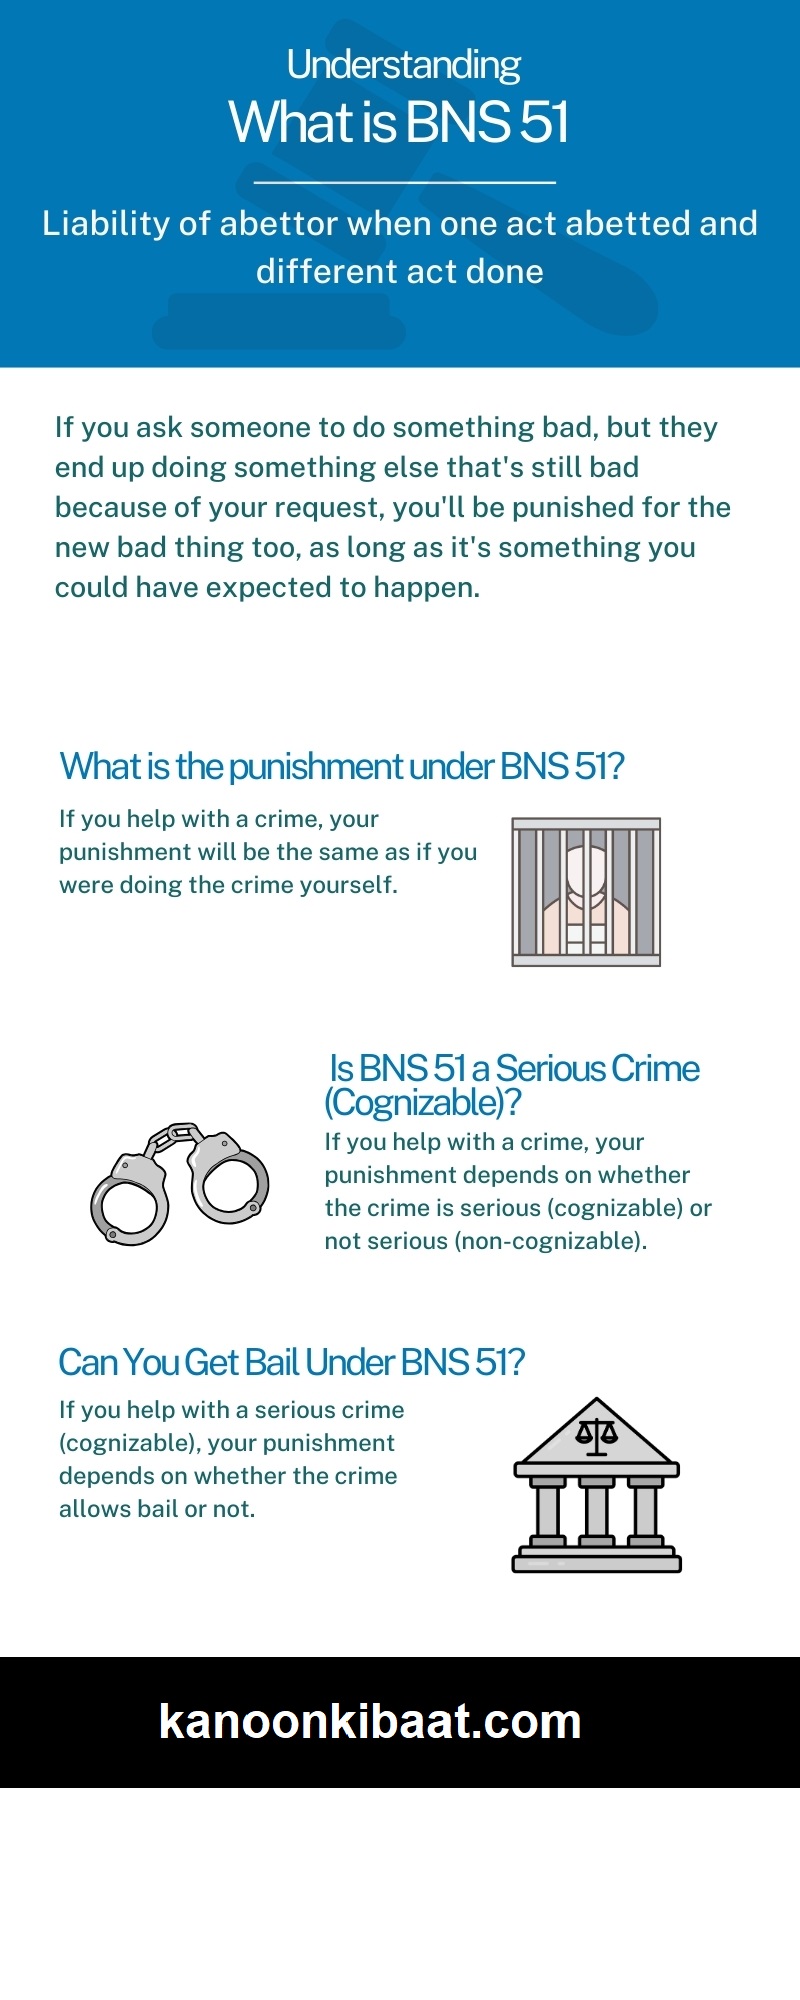 Understanding
What is BNS 51
Liability of abettor when one act abetted and
different act done
If you ask someone to do something bad, but they
end up doing something else that's still bad
because of your request, you'll be punished for the
new bad thing too, as long as it's something you
could have expected to happen.
What is the punishment under BNS 51?
If you help with a crime, your
punishment will be the same as if you
were doing the crime yourself.
Is BNS 51 a Serious Crime
(Cognizable)?
If you help with a crime, your
punishment depends on whether
the crime is serious (cognizable) or
not serious (non-cognizable).
Can You Get Bail Under BNS 51?
If you help with a serious crime
(cognizable), your punishment
depends on whether the crime
allows bail or not.
kanoonkibaat.com